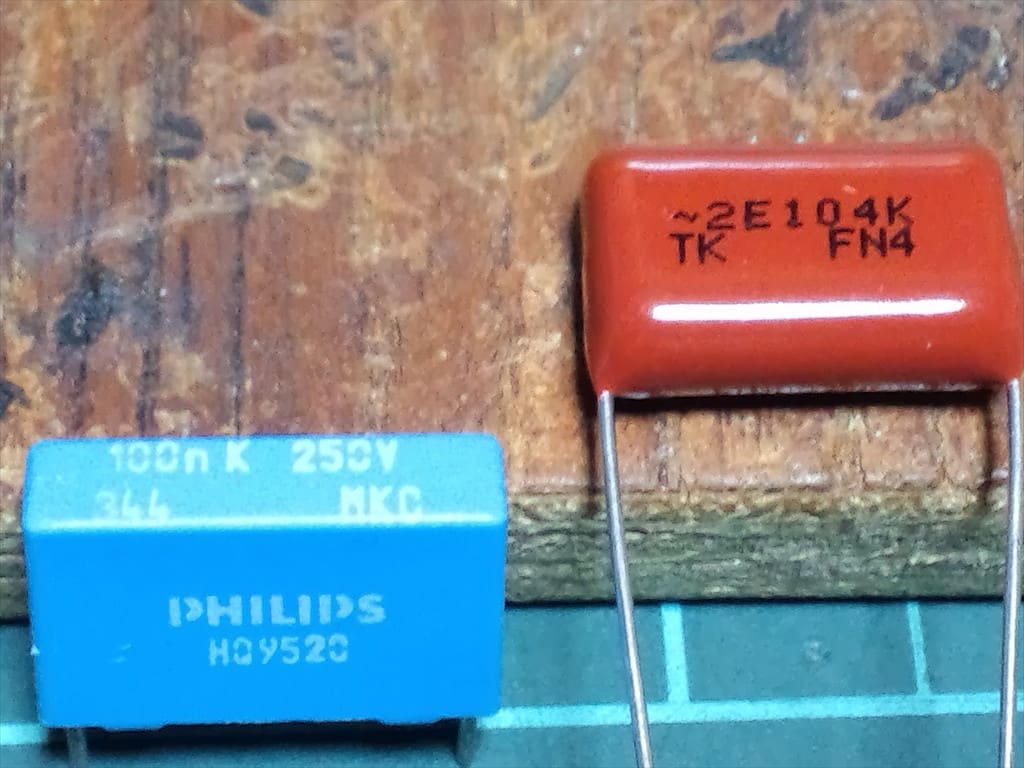 ~2E104K
TK FN4
100n K 250V
344 MKC
PHILIPS
HQ9520